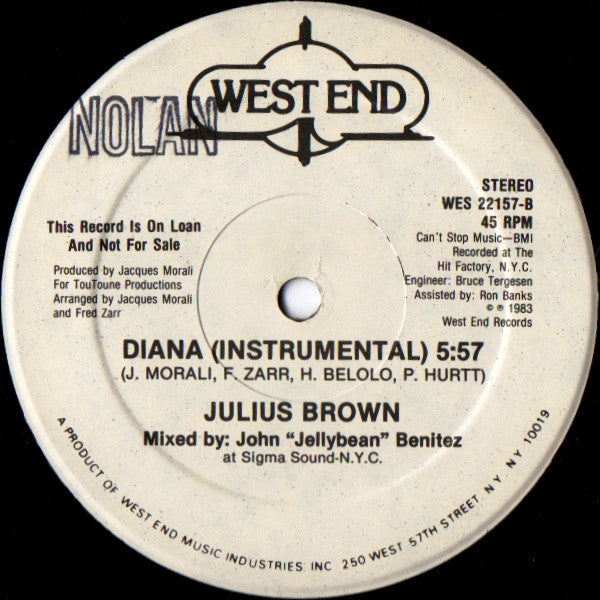 WEST END
NOLAN
STEREO
WES 22157-B
45 RPM
Can't Stop Music—BMI
Recorded at The
Hit Factory, N.Y.C.
Engineer: Bruce Tergesen
Assisted by: Ron Banks
© ℗ 1983
West End Records
This Record Is On Loan
And Not For Sale
Produced by Jacques Morali
For TouToune Productions
Arranged by Jacques Morali
and Fred Zarr
DIANA (INSTRUMENTAL) 5:57
(J. MORALI, F. ZARR, H. BELOLO, P. HURTT)
JULIUS BROWN
Mixed by: John “Jellybean” Benitez
at Sigma Sound-N.Y.C.
A PRODUCT OF WEST END MUSIC INDUSTRIES INC 250 WEST 57TH STREET NY NY 10019